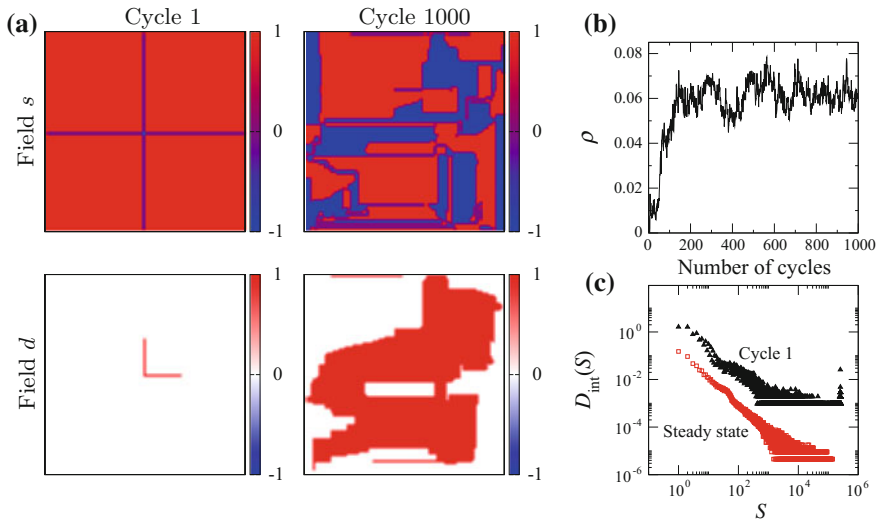 (a)
Cycle 1
Cycle 1000
Field s
1
0
-1
1
0
-1
Field d
1
0
-1
1
0
-1
(b)
0.08
0.06
0.04
0.02
0
ρ
0 200 400 600 800 1000
Number of cycles
(c)
10^0
10^-2
10^-4
10^-6
D_int(S)
Cycle 1
Steady state
10^0 10^2 10^4 10^6
S